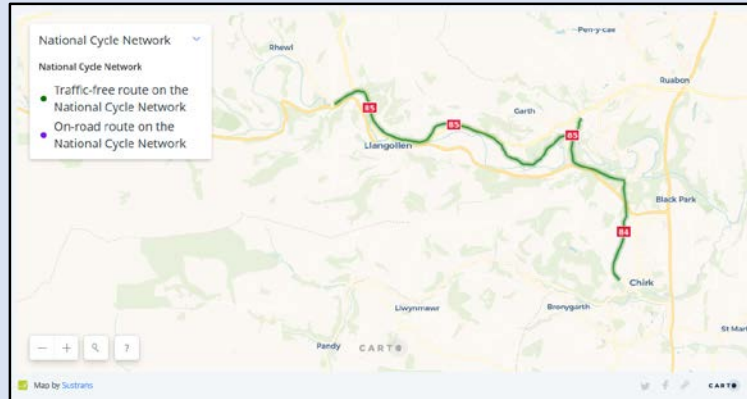 National Cycle Network
National Cycle Network
Traffic-free route on the
National Cycle Network
On-road route on the
National Cycle Network
Rhewl
Pen-y-cae
Ruabon
Garth
85
85
85
Llangollen
Black Park
84
Chirk
Llwynmawr
Bronygarth
St Mart
Pandy
CARTO
− + ?
Map by Sustrans
CARTO